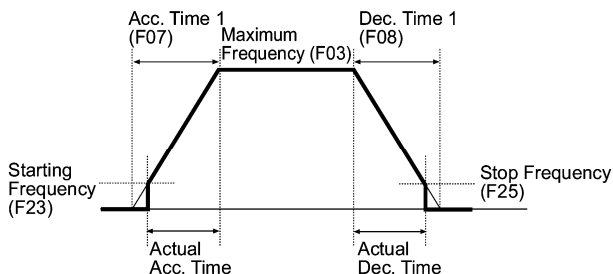 Acc. Time 1
(F07)
Maximum
Frequency (F03)
Dec. Time 1
(F08)
Starting
Frequency
(F23)
Stop Frequency
(F25)
Actual
Acc. Time
Actual
Dec. Time